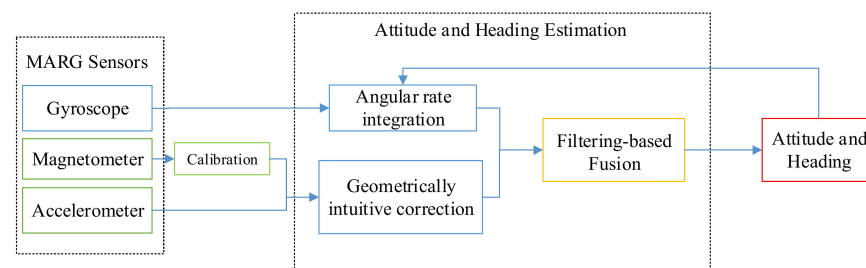 Attitude and Heading Estimation
MARG Sensors
Gyroscope
Magnetometer
Accelerometer
Calibration
Angular rate
integration
Geometrically
intuitive correction
Filtering-based
Fusion
Attitude and
Heading